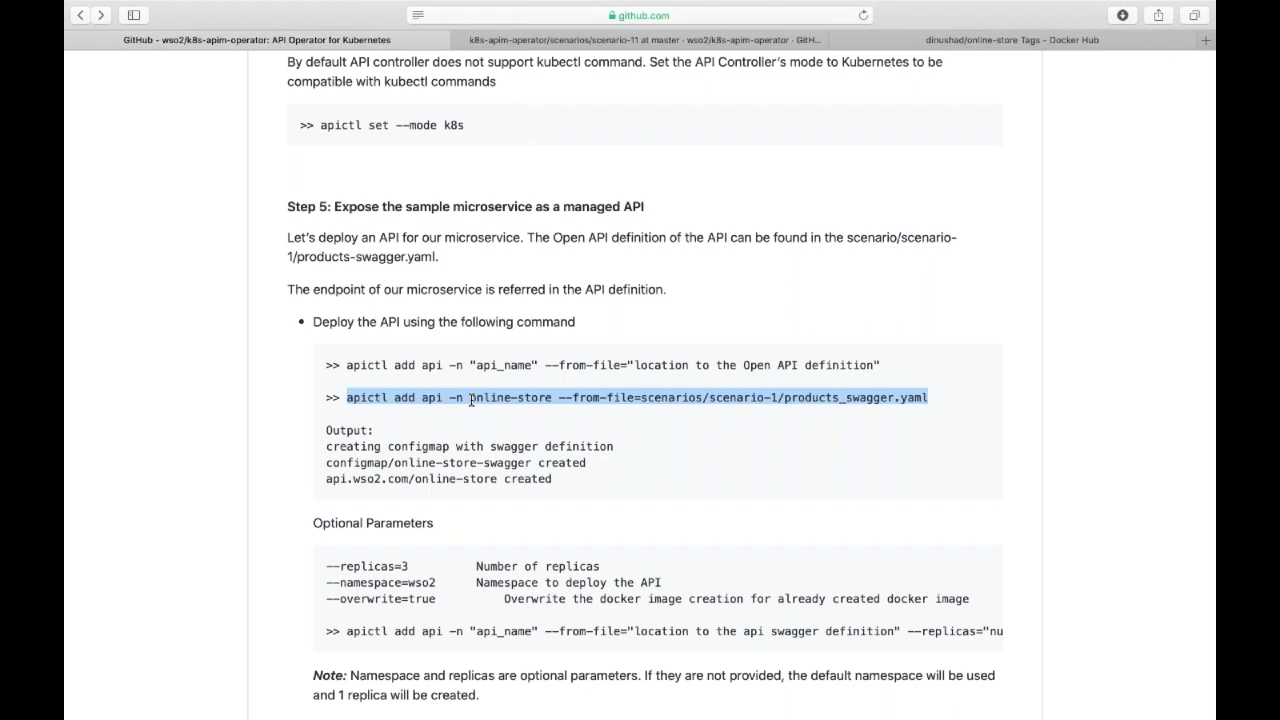 github.com
GitHub - wso2/k8s-apim-operator: API Operator for Kubernetes
k8s-apim-operator/scenarios/scenario-11 at master · wso2/k8s-apim-operator · GitH...
dinushad/online-store Tags - Docker Hub
By default API controller does not support kubectl command. Set the API Controller's mode to Kubernetes to be
compatible with kubectl commands
>> apictl set --mode k8s
Step 5: Expose the sample microservice as a managed API
Let's deploy an API for our microservice. The Open API definition of the API can be found in the scenario/scenario-
1/products-swagger.yaml.
The endpoint of our microservice is referred in the API definition.
• Deploy the API using the following command
>> apictl add api -n "api_name" --from-file="location to the Open API definition"
>> apictl add api -n online-store --from-file=scenarios/scenario-1/products_swagger.yaml
Output:
creating configmap with swagger definition
configmap/online-store-swagger created
api.wso2.com/online-store created
Optional Parameters
--replicas=3 Number of replicas
--namespace=wso2 Namespace to deploy the API
--overwrite=true Overwrite the docker image creation for already created docker image
>> apictl add api -n "api_name" --from-file="location to the api swagger definition" --replicas="nu
Note: Namespace and replicas are optional parameters. If they are not provided, the default namespace will be used
and 1 replica will be created.